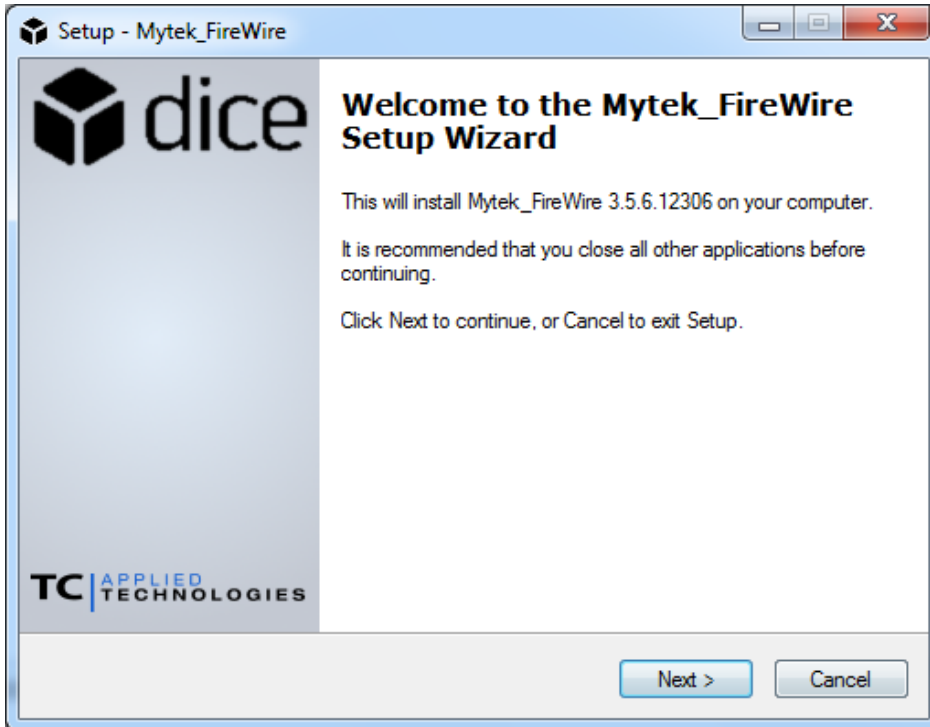 Setup - Mytek_FireWire
dice
Welcome to the Mytek_FireWire
Setup Wizard
This will install Mytek_FireWire 3.5.6.12306 on your computer.
It is recommended that you close all other applications before
continuing.
Click Next to continue, or Cancel to exit Setup.
TC APPLIED
TECHNOLOGIES
Next >
Cancel